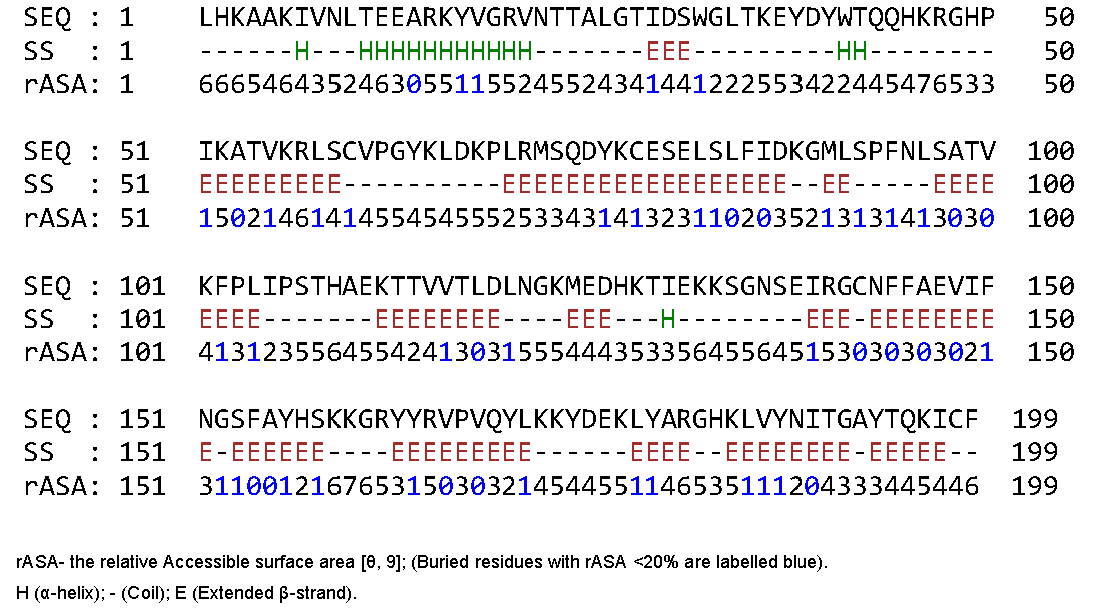 SEQ : 1 LHKAAKIVNLTEEARKYVGRVNTTALGTIDSWGLTKEYDYWTQQHKRGHP 50
SS : 1 ------H---HHHHHHHHHHH-------EEE---------HH-------- 50
rASA: 1 66654643524630551155245524341441222553422445476533 50
SEQ : 51 IKATVKRLSCVPGYKLDKPLRMSQDYKCESELSLFIDKGMLSPFNLSATV 100
SS : 51 EEEEEEEEE----------EEEEEEEEEEEEEEEEEE--EE-----EEEE 100
rASA: 51 15021461414554545552533431413231102035213131413030 100
SEQ : 101 KFPLIPSTHAEKTTVVTLDLNGKMEDHKTIEKKSGNSEIRGCNFFAEVIF 150
SS : 101 EEEE-------EEEEEEEE----EEE---H--------EEE-EEEEEEEE 150
rASA: 101 41312355645542413031555444353356455645153030303021 150
SEQ : 151 NGSFAYHSKKGRYYRVPVQYLKKYDEKLYARGHKLVYNITGAYTQKICF 199
SS : 151 E-EEEEEE----EEEEEEEEE------EEEE--EEEEEEEE-EEEEE-- 199
rASA: 151 3110012167653150303214544551146535111204333445446 199
rASA- the relative Accessible surface area [θ, 9]; (Buried residues with rASA <20% are labelled blue).
H (α-helix); - (Coil); E (Extended β-strand).